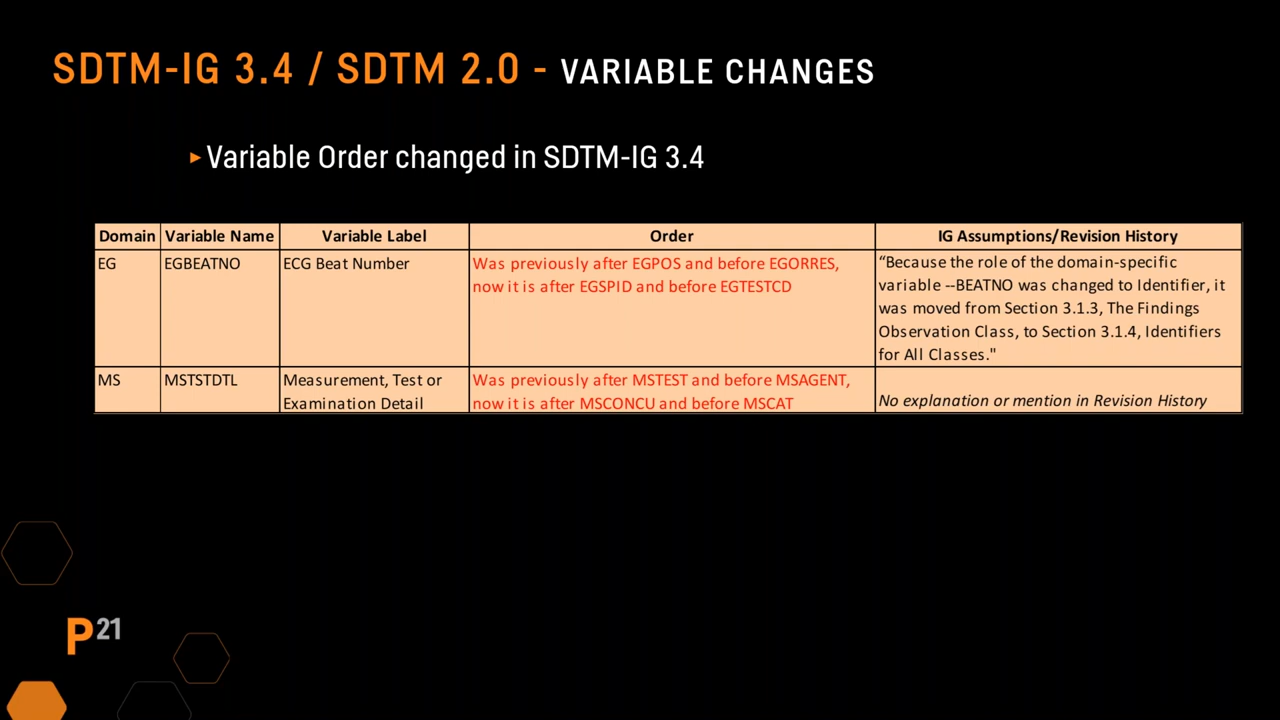 SDTM-IG 3.4 / SDTM 2.0 - VARIABLE CHANGES
▸Variable Order changed in SDTM-IG 3.4
Domain Variable Name Variable Label Order IG Assumptions/Revision History
EG EGBEATNO ECG Beat Number
Was previously after EGPOS and before EGORRES,
now it is after EGSPID and before EGTESTCD
“Because the role of the domain-specific
variable --BEATNO was changed to Identifier, it
was moved from Section 3.1.3, The Findings
Observation Class, to Section 3.1.4, Identifiers
for All Classes."
MS MSTSTDTL
Measurement, Test or
Examination Detail
Was previously after MSTEST and before MSAGENT,
now it is after MSCONCU and before MSCAT
No explanation or mention in Revision History
P21